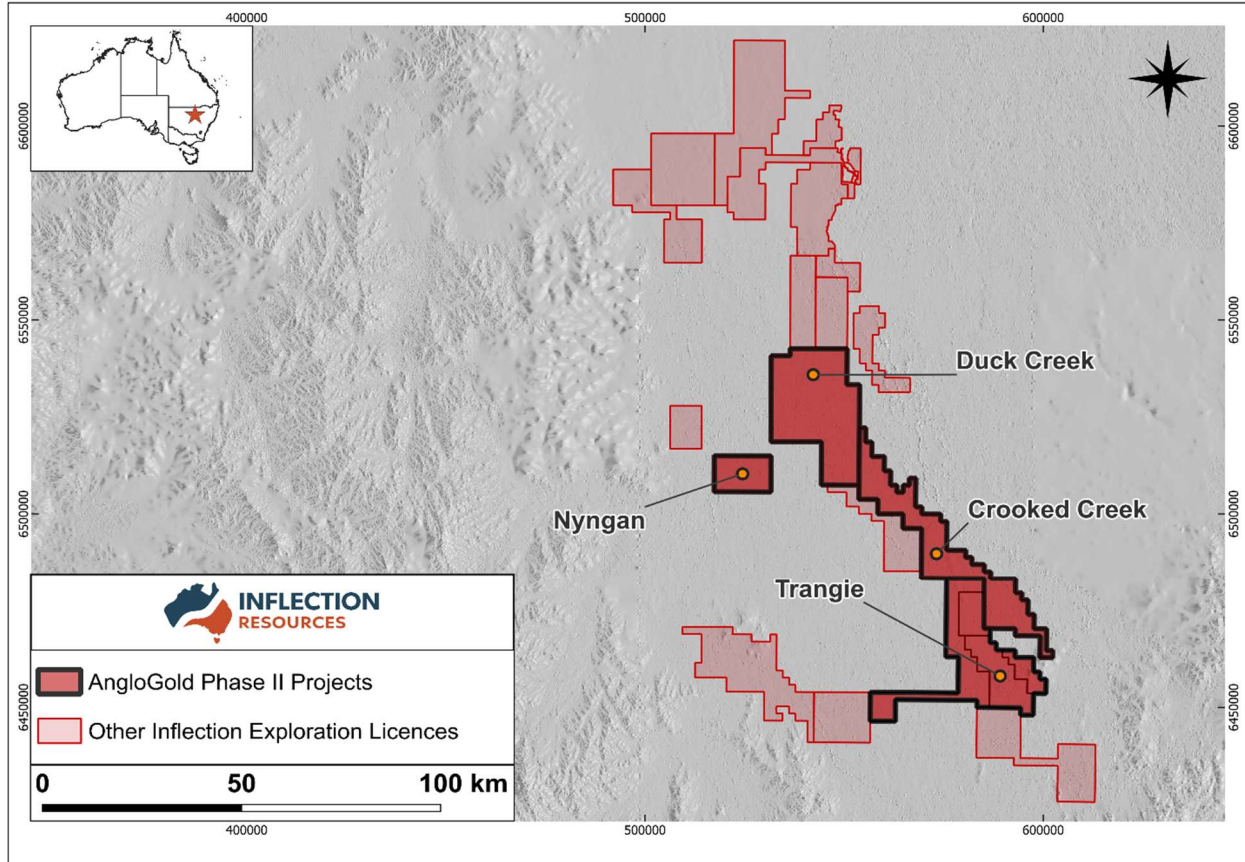 400000
500000
600000
6600000
6600000
6550000
6550000
Duck Creek
Nyngan
6500000
Crooked Creek
6500000
Trangie
INFLECTION
RESOURCES
AngloGold Phase II Projects
Other Inflection Exploration Licences
6450000
6450000
0 50 100 km
400000
500000
600000